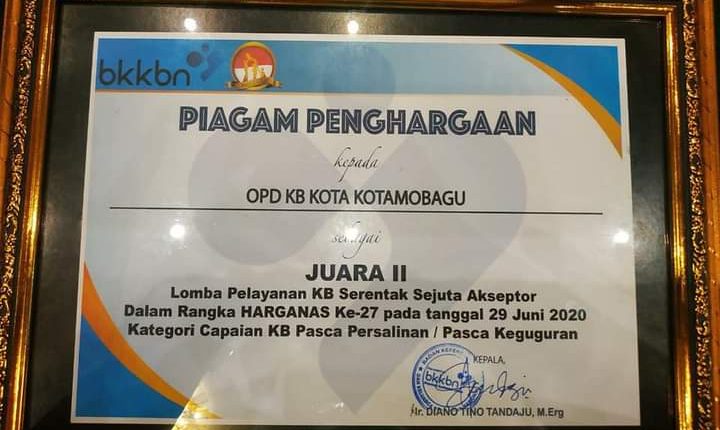 bkkbn
PIAGAM PENGHARGAAN
kepada
OPD KB KOTA KOTAMOBAGU
sebagai
JUARA II
Lomba Pelayanan KB Serentak Sejuta Akseptor
Dalam Rangka HARGANAS Ke-27 pada tanggal 29 Juni 2020
Kategori Capaian KB Pasca Persalinan / Pasca Keguguran
KEPALA,
bkkbn
Ir. DIANO TINO TANDAJU, M.Erg